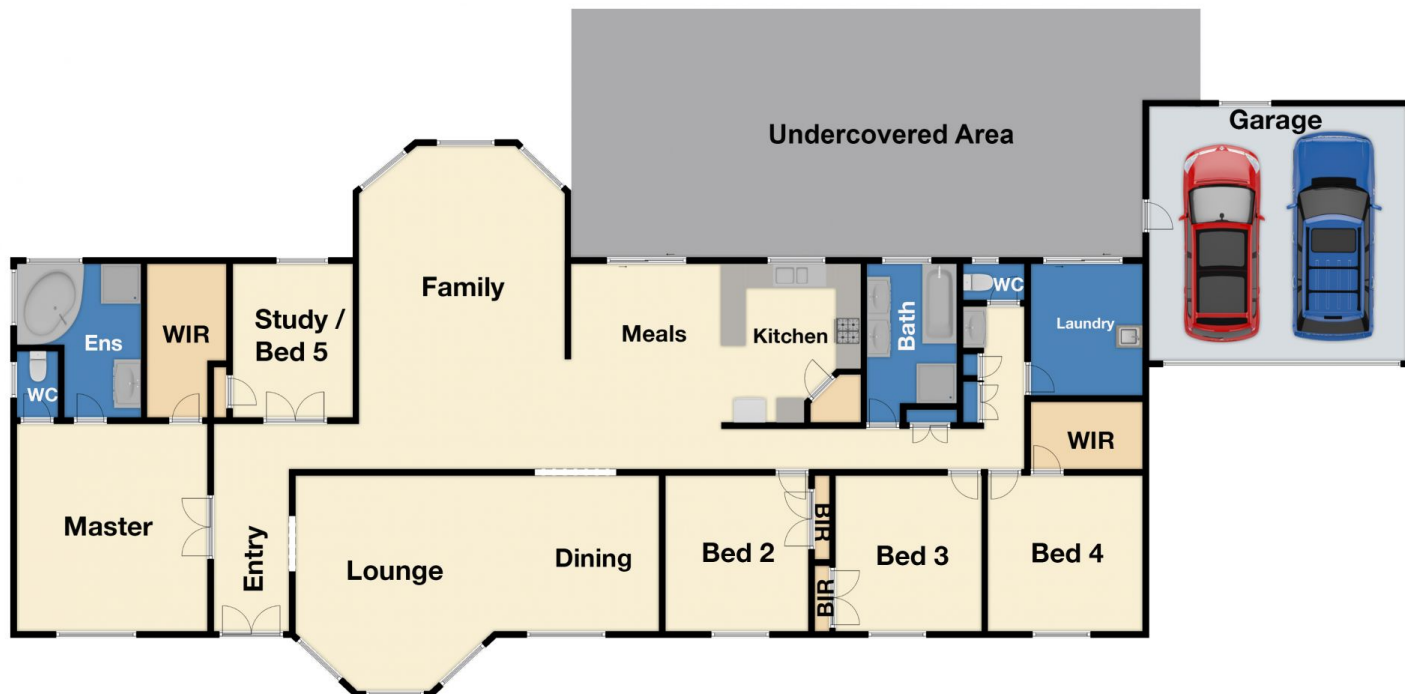 Undercovered Area
Garage
Family
Ens
WIR
Study /
Bed 5
Meals
Kitchen
Bath
WC
Laundry
WC
WIR
Master
Entry
Lounge
Dining
Bed 2
BIR
BIR
Bed 3
Bed 4